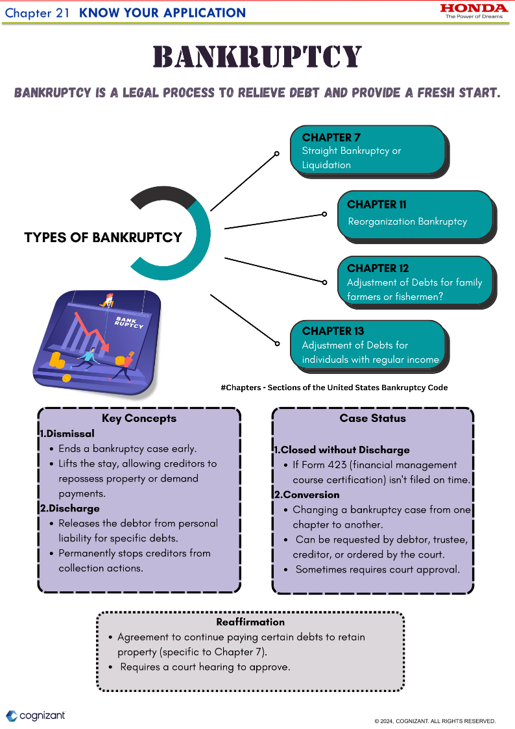 Chapter 21 KNOW YOUR APPLICATION
HONDA
The Power of Dreams
BANKRUPTCY
BANKRUPTCY IS A LEGAL PROCESS TO RELIEVE DEBT AND PROVIDE A FRESH START.
TYPES OF BANKRUPTCY
CHAPTER 7
Straight Bankruptcy or
Liquidation
CHAPTER 11
Reorganization Bankruptcy
CHAPTER 12
Adjustment of Debts for family
farmers or fishermen?
CHAPTER 13
Adjustment of Debts for
individuals with regular income
BANK
RUPTCY
#Chapters - Sections of the United States Bankruptcy Code
Key Concepts
1.Dismissal
• Ends a bankruptcy case early.
• Lifts the stay, allowing creditors to
repossess property or demand
payments.
2.Discharge
• Releases the debtor from personal
liability for specific debts.
• Permanently stops creditors from
collection actions.
Case Status
1.Closed without Discharge
• If Form 423 (financial management
course certification) isn't filed on time.
2.Conversion
• Changing a bankruptcy case from one
chapter to another.
• Can be requested by debtor, trustee,
creditor, or ordered by the court.
• Sometimes requires court approval.
Reaffirmation
• Agreement to continue paying certain debts to retain
property (specific to Chapter 7).
• Requires a court hearing to approve.
cognizant
© 2024, COGNIZANT. ALL RIGHTS RESERVED.